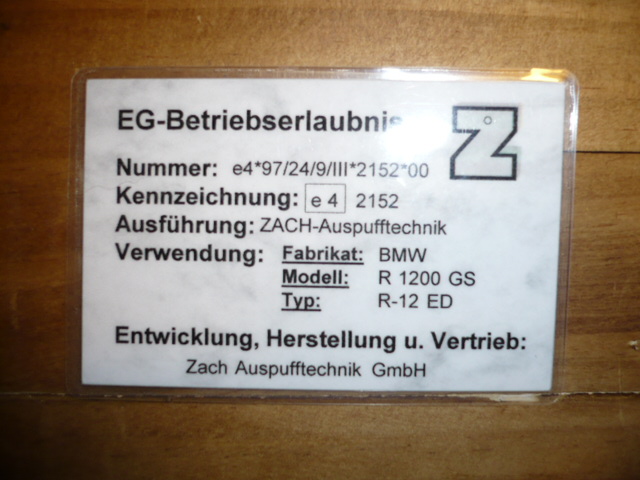 EG-Betriebserlaubnis
Z
Nummer: e4*97/24/9/III*2152*00
Kennzeichnung: e 4 2152
Ausführung: ZACH-Auspufftechnik
Verwendung: Fabrikat: BMW
Modell: R 1200 GS
Typ: R-12 ED
Entwicklung, Herstellung u. Vertrieb:
Zach Auspufftechnik GmbH